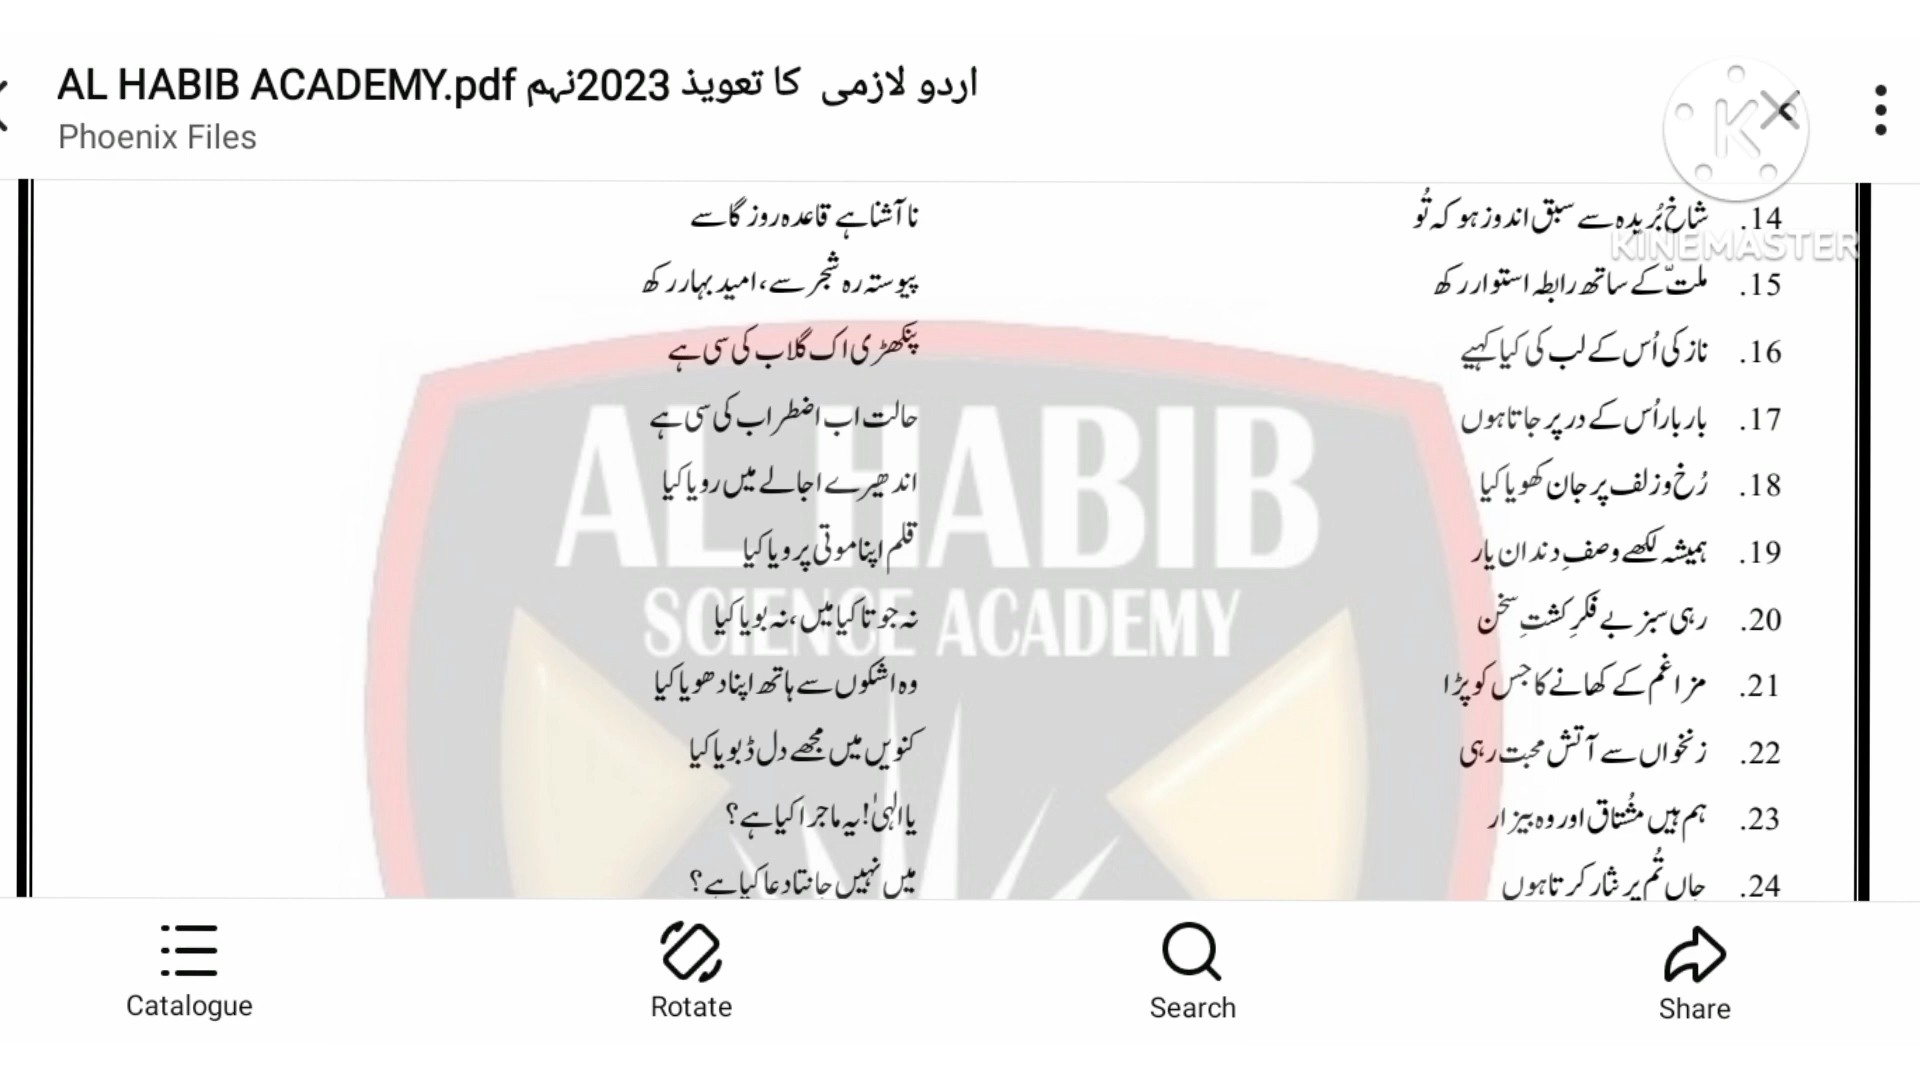 AL HABIB ACADEMY.pdf اردو لازمی کا تعویذ 2023نہم
Phoenix Files
KINEMASTER
14. شاخِ بُریدہ سے سبق اندوز ہو کہ تُو نا آشنا ہے قاعدہ روز گا سے
15. ملّت کے ساتھ رابطہ استوار رکھ پیوستہ رہ شجر سے، امید بہار رکھ
16. نازکی اُس کے لب کی کیا کہیے پنکھڑی اک گلاب کی سی ہے
17. بار بار اُس کے در پر جاتا ہوں حالت اب اضطراب کی سی ہے
18. رُخ و زلف پر جان کھویا کیا اندھیرے اجالے میں رویا کیا
19. ہمیشہ لکھے وصفِ دندان یار قلم اپنا موتی پرویا کیا
20. رہی سبز بے فکرِ کشتِ سخن نہ جوتا کیا میں، نہ بویا کیا
21. مزا غم کے کھانے کا جس کو پڑا وہ اشکوں سے ہاتھ اپنا دھویا کیا
22. زنخواں سے آتش محبت رہی کنویں میں مجھے دل ڈبویا کیا
23. ہم ہیں مُشتاق اور وہ بیزار یا الہٰی! یہ ماجرا کیا ہے؟
24. جاں تُم پر نثار کرتا ہوں میں نہیں جانتا دعا کیا ہے؟
AL HABIB
SCIENCE ACADEMY
Catalogue
Rotate
Search
Share